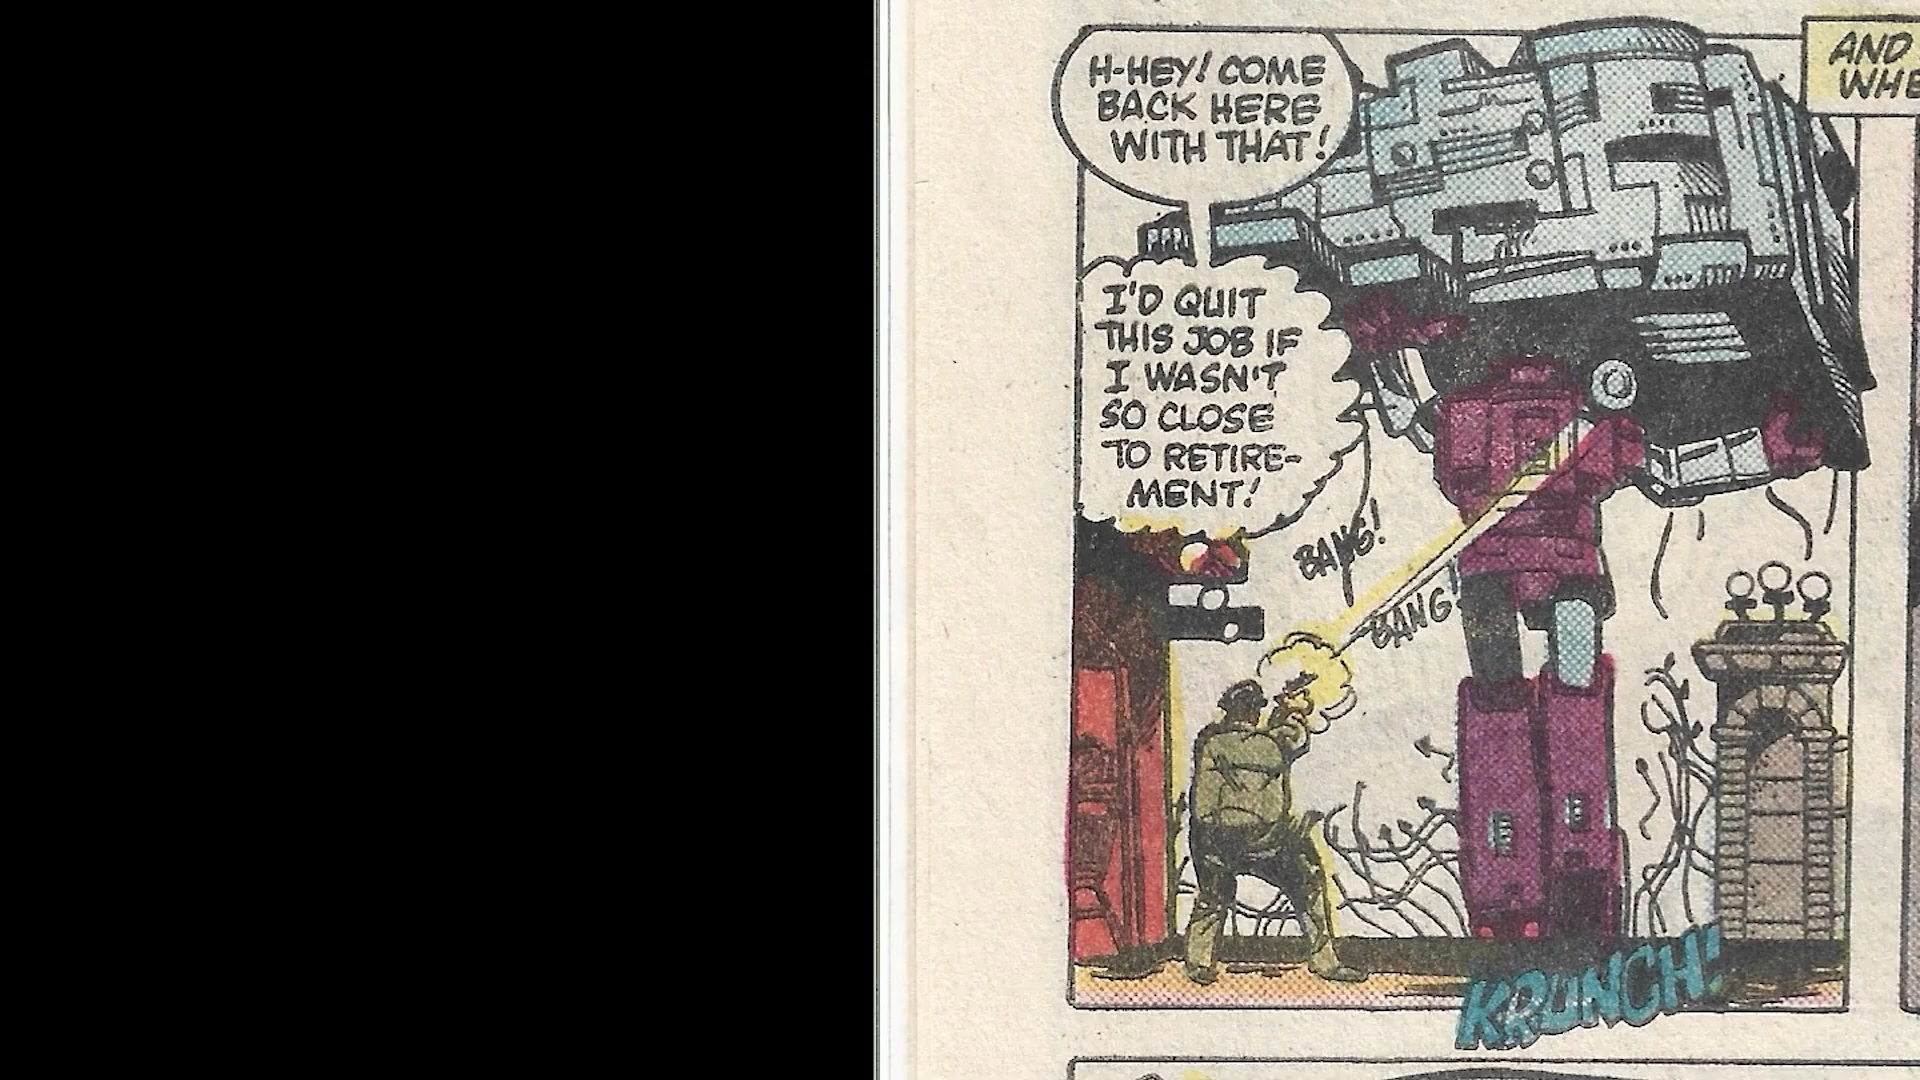 H-HEY! COME
BACK HERE
WITH THAT!
I'D QUIT
THIS JOB IF
I WASN'T
SO CLOSE
TO RETIRE-
MENT!
BANG!
BANG!
KRUNCH!
AND
WHE